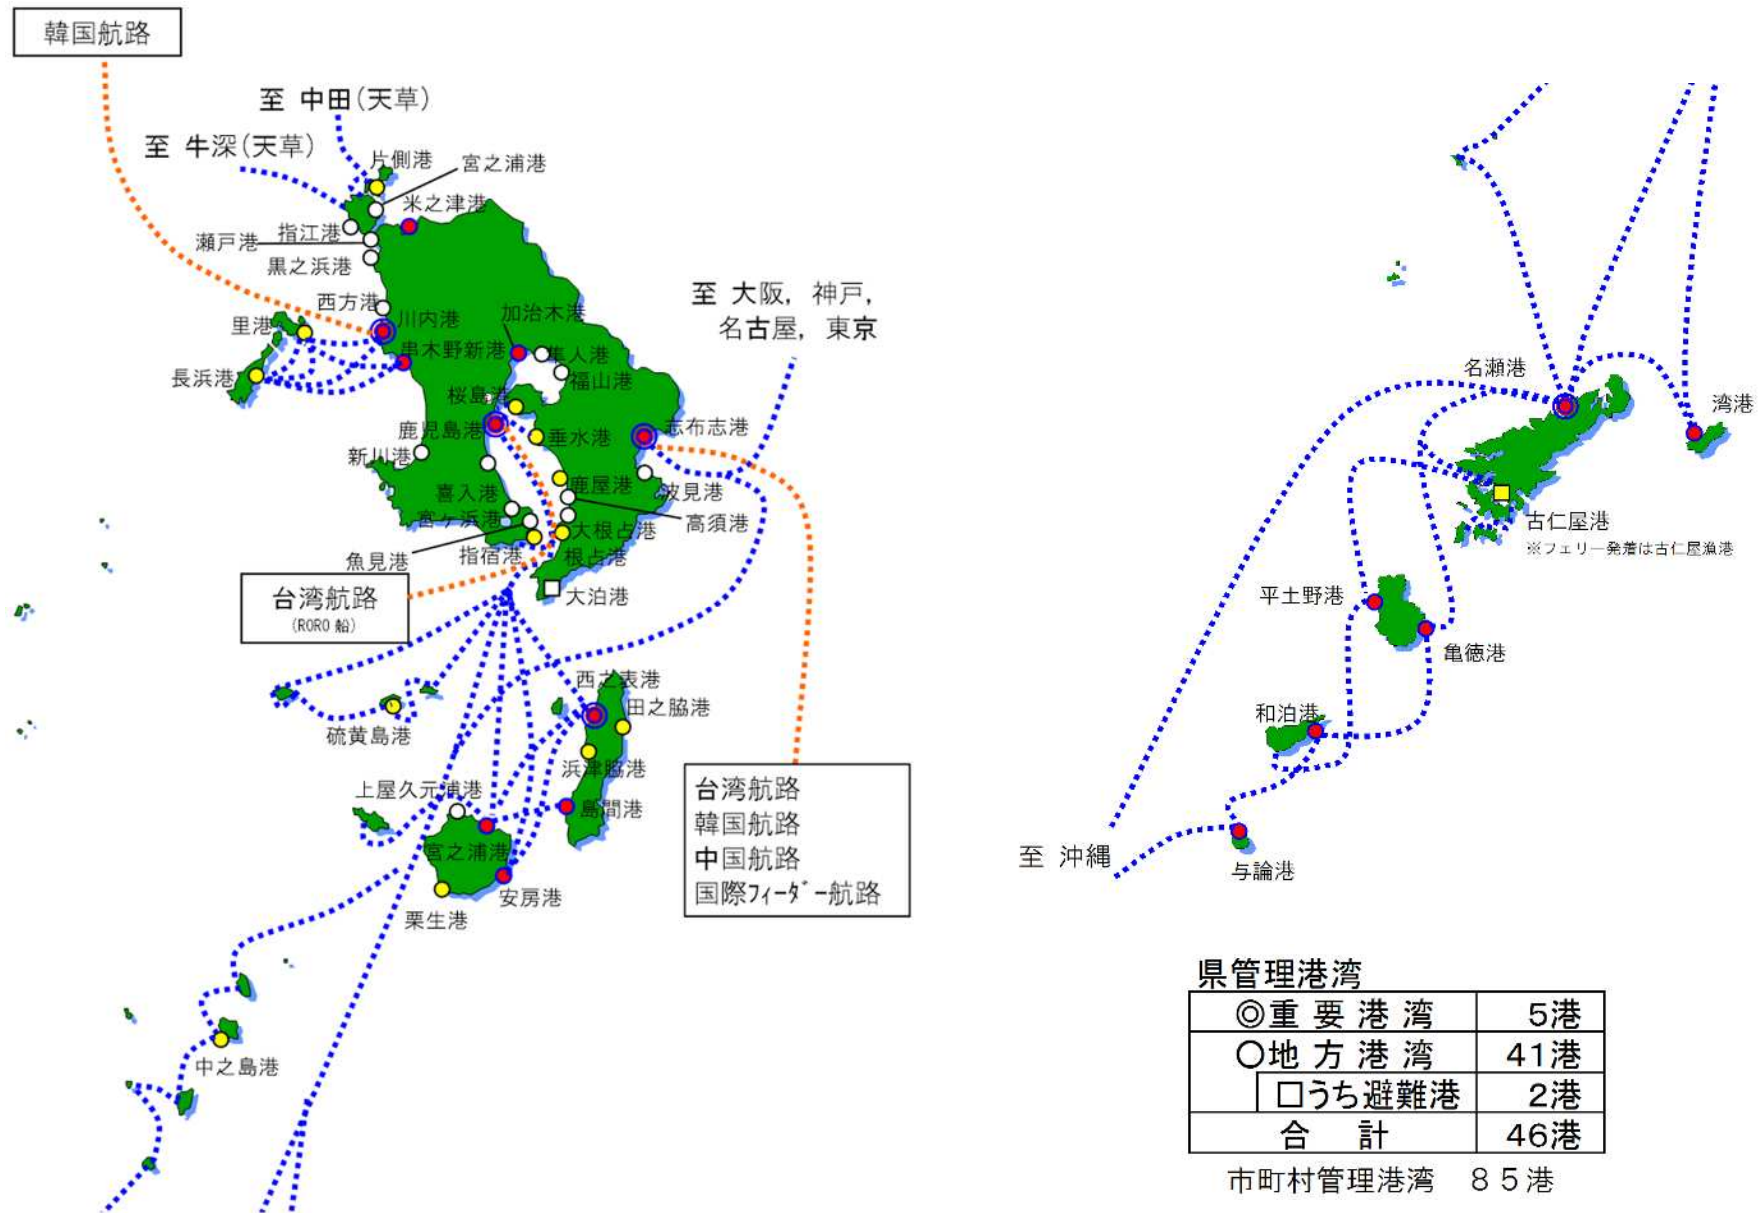 韓国航路
至 中田(天草)
至 牛深(天草)
片側港
宮之浦港
米之津港
指江港
瀬戸港
黒之浜港
西方港
川内港
加治木港
里港
串木野新港
隼人港
長浜港
福山港
桜島港
鹿児島港
垂水港
志布志港
新川港
鹿屋港
波見港
喜入港
高須港
宮ヶ浜港
大根占港
魚見港
指宿港
根占港
大泊港
至 大阪, 神戸,
名古屋, 東京
台湾航路
(RORO 船)
西之表港
田之脇港
硫黄島港
浜津脇港
上屋久元浦港
島間港
宮之浦港
安房港
栗生港
中之島港
台湾航路
韓国航路
中国航路
国際フィーダー航路
名瀬港
湾港
古仁屋港
※フェリー発着は古仁屋漁港
平土野港
亀徳港
和泊港
至 沖縄
与論港
県管理港湾
◎重要港湾 5港
○地方港湾 41港
□うち避難港 2港
合計 46港
市町村管理港湾 85港